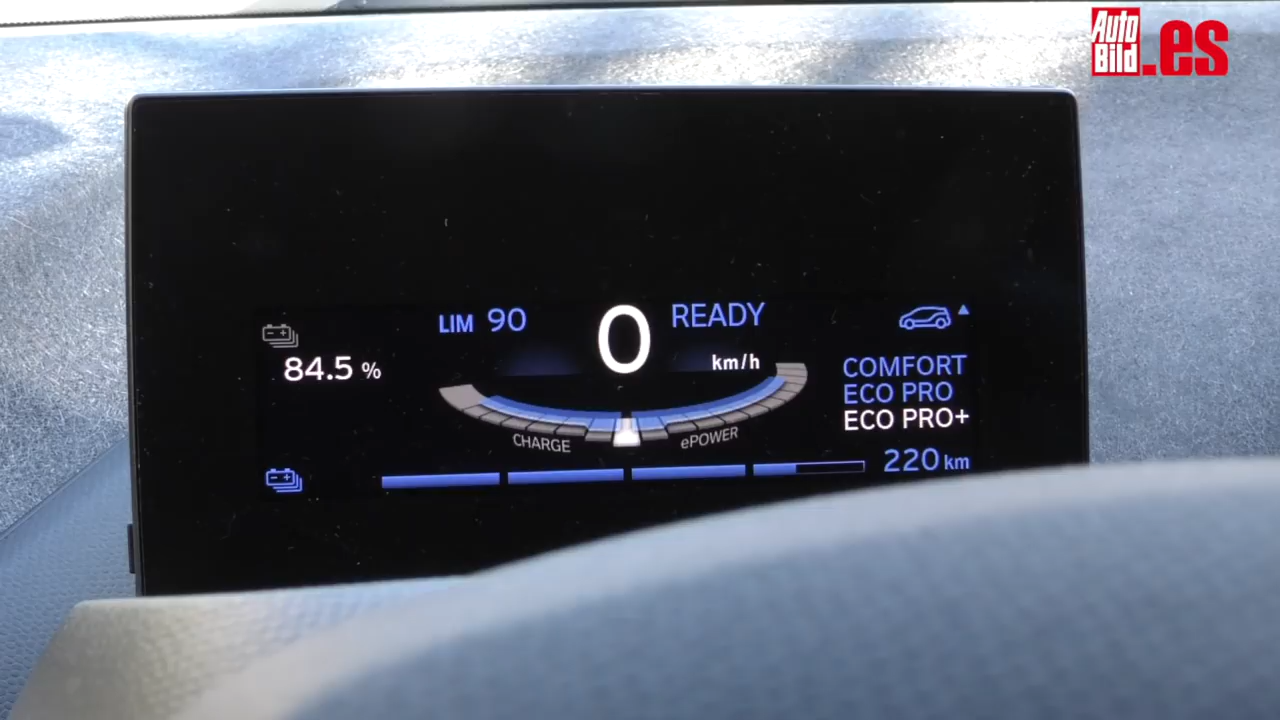 Auto
Bild
.es
LIM 90
0
READY
84.5 %
km/h
COMFORT
ECO PRO
ECO PRO+
CHARGE
ePOWER
220 km